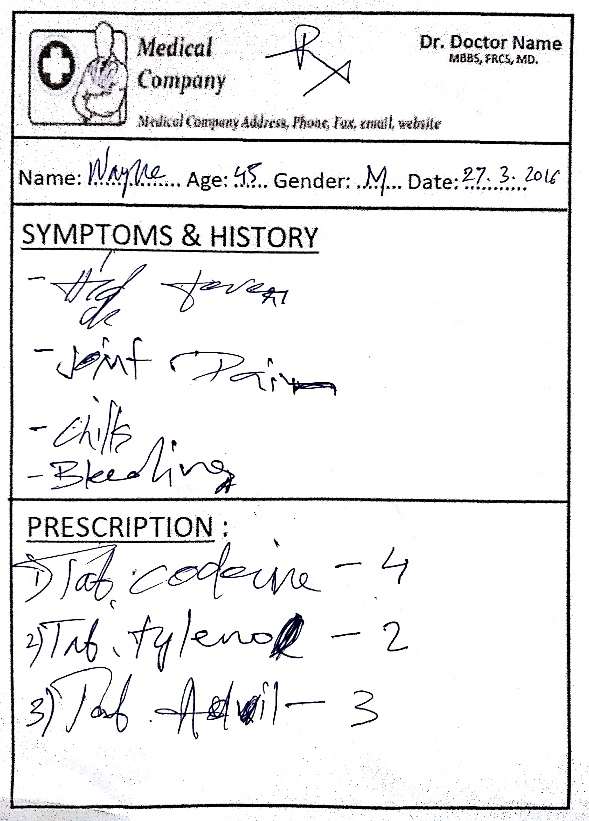 Medical
Company
Rx
Dr. Doctor Name
MBBS, FRCS, MD.
Medical Company Address, Phone, Fax, email, website
Name: Wayne Age: 45 Gender: M Date: 27.3.2016
SYMPTOMS & HISTORY
- High fever
- Joint Pain
- Chills
- Bleeding
PRESCRIPTION :
1) Tab. codeine - 4
2) Tab. tylenol - 2
3) Tab. Advil - 3